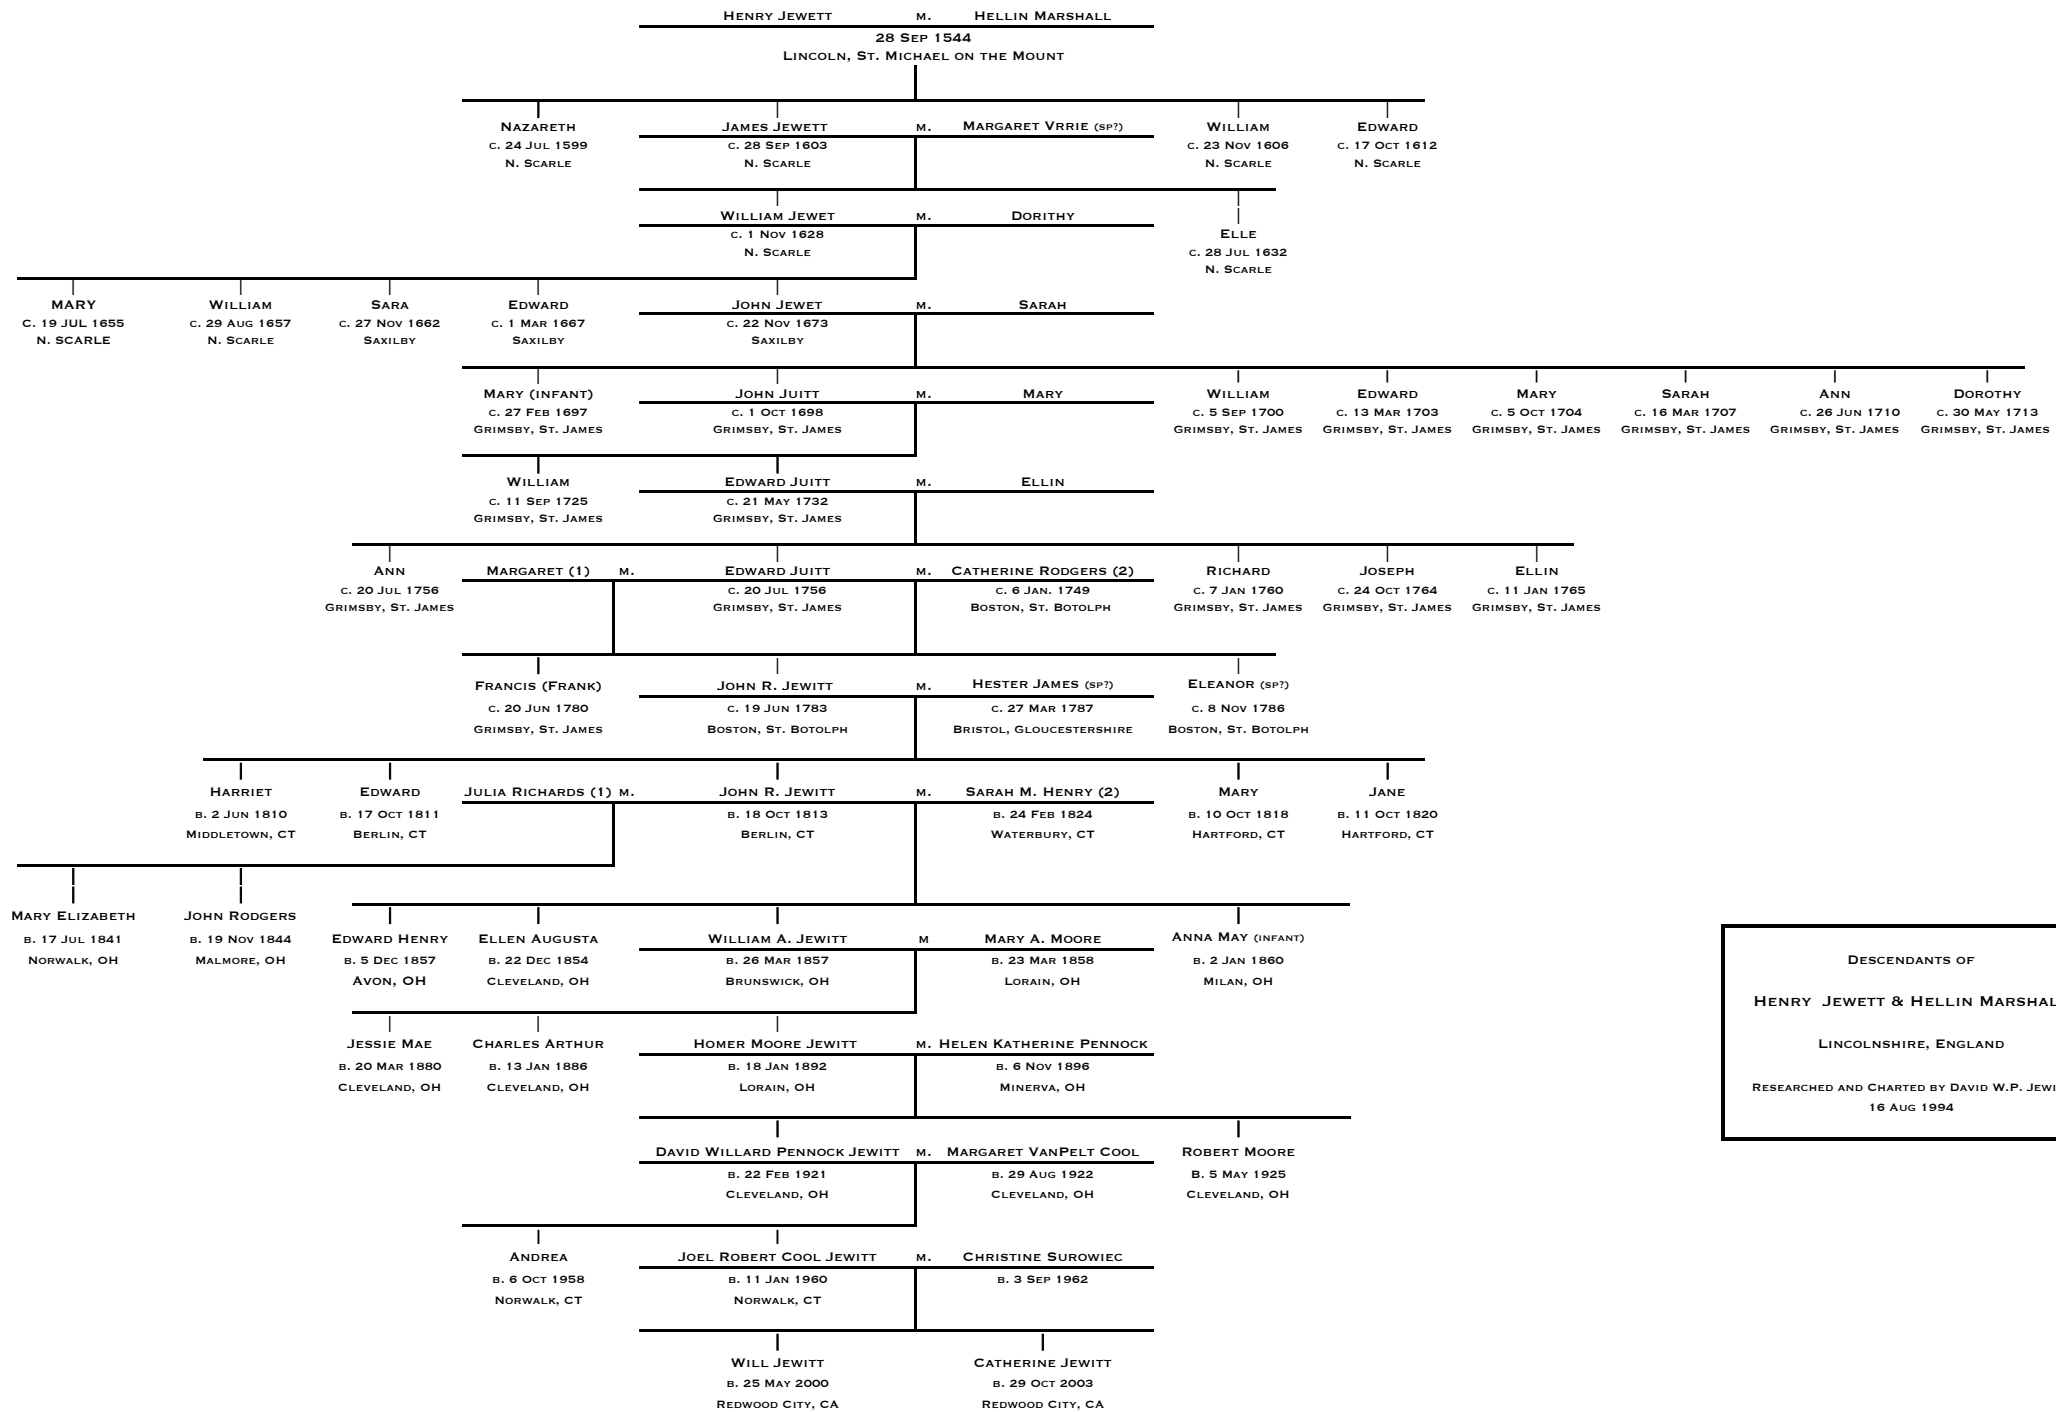 Henry Jewett m. Hellin Marshall
28 Sep 1544
Lincoln, St. Michael on the Mount
Nazareth James Jewett m. Margaret Vrrie (sp?) William Edward
c. 24 Jul 1599 c. 28 Sep 1603 c. 23 Nov 1606 c. 17 Oct 1612
N. Scarle N. Scarle N. Scarle N. Scarle
William Jewet m. Dorithy
c. 1 Nov 1628 Elle
N. Scarle c. 28 Jul 1632
N. Scarle
MARY William Sara Edward John Jewet m. Sarah
C. 19 JUL 1655 c. 29 Aug 1657 c. 27 Nov 1662 c. 1 Mar 1667 c. 22 Nov 1673
N. SCARLE N. Scarle Saxilby Saxilby Saxilby
Mary (infant) John Juitt m. Mary William Edward Mary Sarah Ann Dorothy
c. 27 Feb 1697 c. 1 Oct 1698 c. 5 Sep 1700 c. 13 Mar 1703 c. 5 Oct 1704 c. 16 Mar 1707 c. 26 Jun 1710 c. 30 May 1713
Grimsby, St. James Grimsby, St. James Grimsby, St. James Grimsby, St. James Grimsby, St. James Grimsby, St. James Grimsby, St. James Grimsby, St. James
William Edward Juitt m. Ellin
c. 11 Sep 1725 c. 21 May 1732
Grimsby, St. James Grimsby, St. James
Ann Margaret (1) m. Edward Juitt m. Catherine Rodgers (2) Richard Joseph Ellin
c. 20 Jul 1756 c. 20 Jul 1756 c. 6 Jan. 1749 c. 7 Jan 1760 c. 24 Oct 1764 c. 11 Jan 1765
Grimsby, St. James Grimsby, St. James Boston, St. Botolph Grimsby, St. James Grimsby, St. James Grimsby, St. James
Francis (Frank) John R. Jewitt m. Hester James (sp?) Eleanor (sp?)
c. 20 Jun 1780 c. 19 Jun 1783 c. 27 Mar 1787 c. 8 Nov 1786
Grimsby, St. James Boston, St. Botolph Bristol, Gloucestershire Boston, St. Botolph
Harriet Edward Julia Richards (1) m. John R. Jewitt m. Sarah M. Henry (2) Mary Jane
b. 2 Jun 1810 b. 17 Oct 1811 b. 18 Oct 1813 b. 24 Feb 1824 b. 10 Oct 1818 b. 11 Oct 1820
Middletown, CT Berlin, CT Berlin, CT Waterbury, CT Hartford, CT Hartford, CT
Mary Elizabeth John Rodgers
b. 17 Jul 1841 b. 19 Nov 1844 Edward Henry Ellen Augusta William A. Jewitt m Mary A. Moore Anna May (infant)
Norwalk, OH Malmore, OH b. 5 Dec 1857 b. 22 Dec 1854 b. 26 Mar 1857 b. 23 Mar 1858 b. 2 Jan 1860
Avon, OH Cleveland, OH Brunswick, OH Lorain, OH Milan, OH
Jessie Mae Charles Arthur Homer Moore Jewitt m. Helen Katherine Pennock
b. 20 Mar 1880 b. 13 Jan 1886 b. 18 Jan 1892 b. 6 Nov 1896
Cleveland, OH Cleveland, OH Lorain, OH Minerva, OH
David Willard Pennock Jewitt m. Margaret VanPelt Cool Robert Moore
b. 22 Feb 1921 b. 29 Aug 1922 B. 5 May 1925
Cleveland, OH Cleveland, OH Cleveland, OH
Andrea Joel Robert Cool Jewitt m. Christine Surowiec
b. 6 Oct 1958 b. 11 Jan 1960 b. 3 Sep 1962
Norwalk, CT Norwalk, CT
Will Jewitt Catherine Jewitt
b. 25 May 2000 b. 29 Oct 2003
Redwood City, CA Redwood City, CA
Descendants of
Henry Jewett & Hellin Marshal
Lincolnshire, England
Researched and Charted by David W.P. Jewi
16 Aug 1994